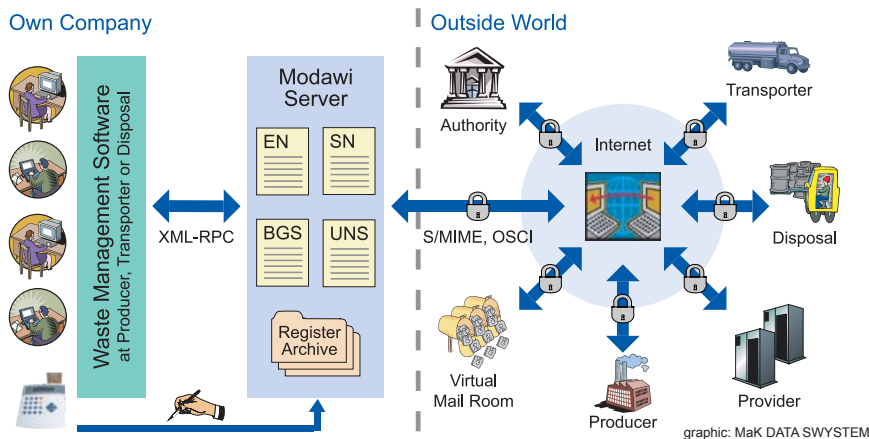 Own Company
Outside World
Waste Management Software
at Producer, Transporter or Disposal
XML-RPC
Modawi
Server
EN
SN
BGS
UNS
Register
Archive
S/MIME, OSCI
Authority
Internet
Transporter
Disposal
Virtual
Mail Room
Producer
Provider
graphic: MaK DATA SWYSTEM